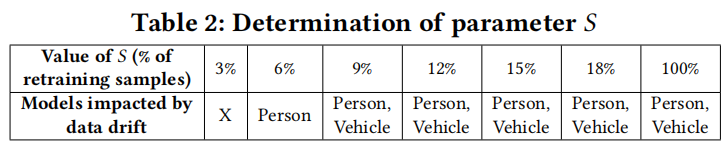 Table 2: Determination of parameter S
Value of S (% of retraining samples) 3% 6% 9% 12% 15% 18% 100%
Models impacted by data drift X Person Person, Vehicle Person, Vehicle Person, Vehicle Person, Vehicle Person, Vehicle